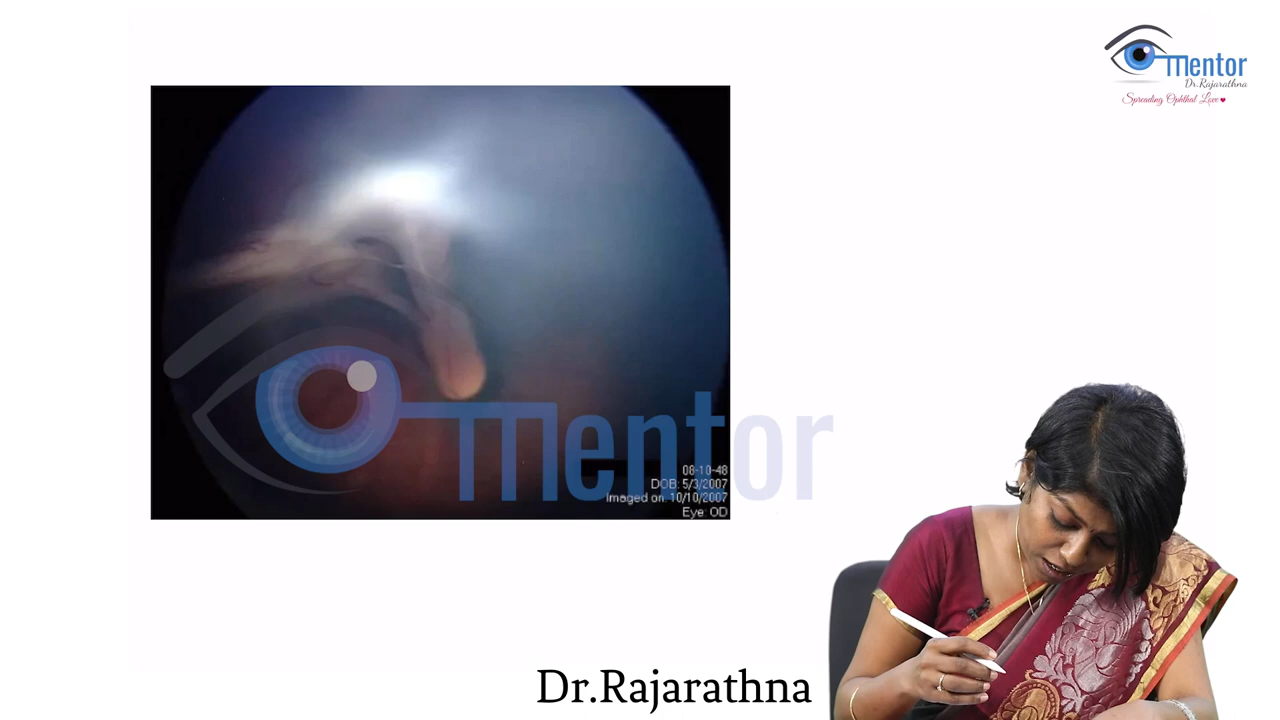 mentor
Dr.Rajarathna
Spreading Ophthal Love
mentor
08-10-48
DOB: 5/3/2007
Imaged on: 10/10/2007
Eye: OD
Dr.Rajarathna